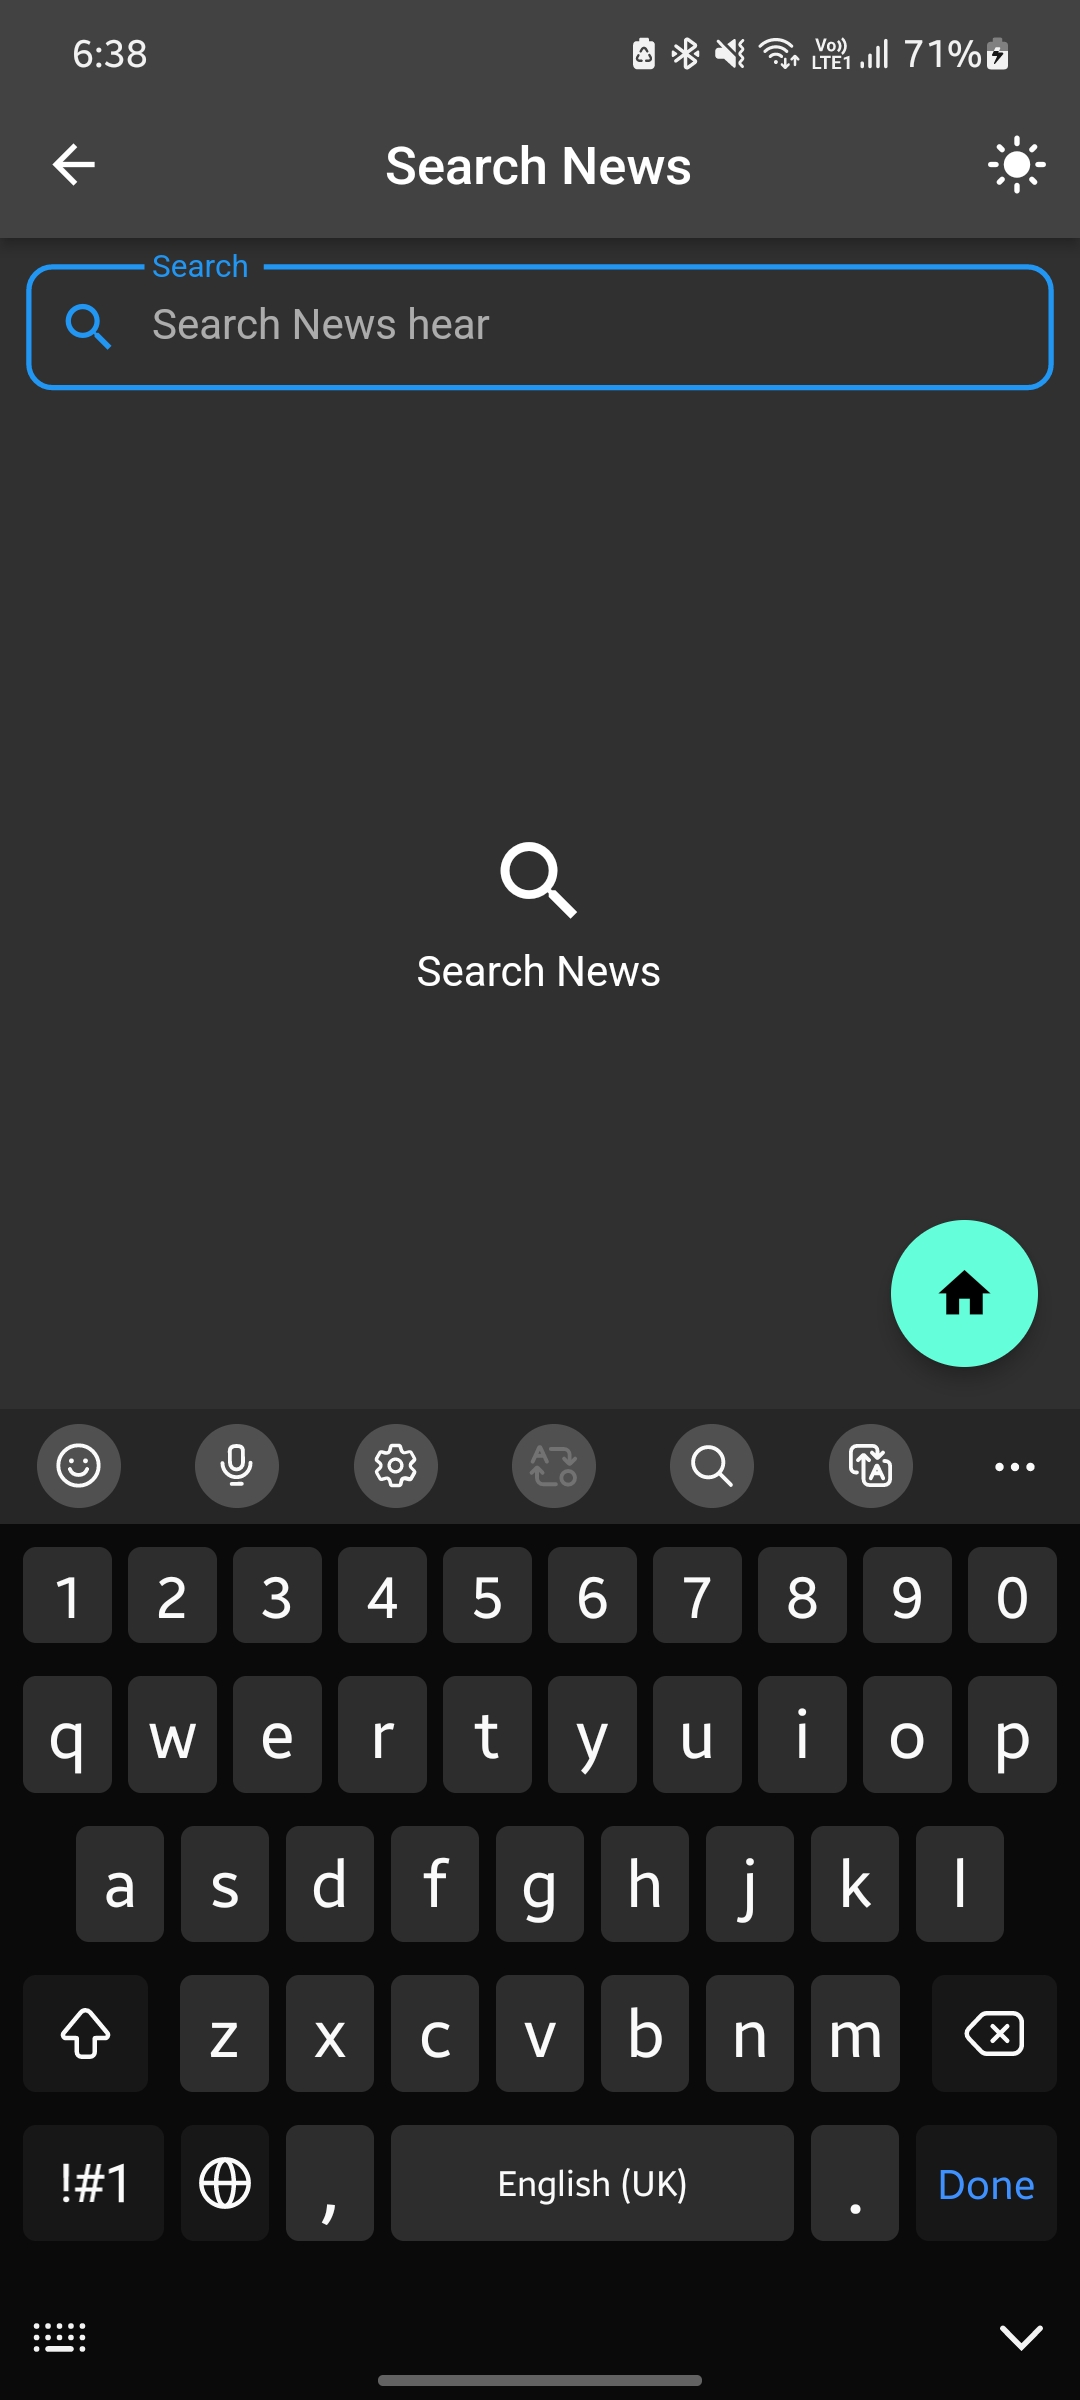 6:38
Vo)) LTE1 71%
Search News
Search
Search News hear
Search News
1 2 3 4 5 6 7 8 9 0
q w e r t y u i o p
a s d f g h j k l
z x c v b n m
!#1 , English (UK) . Done